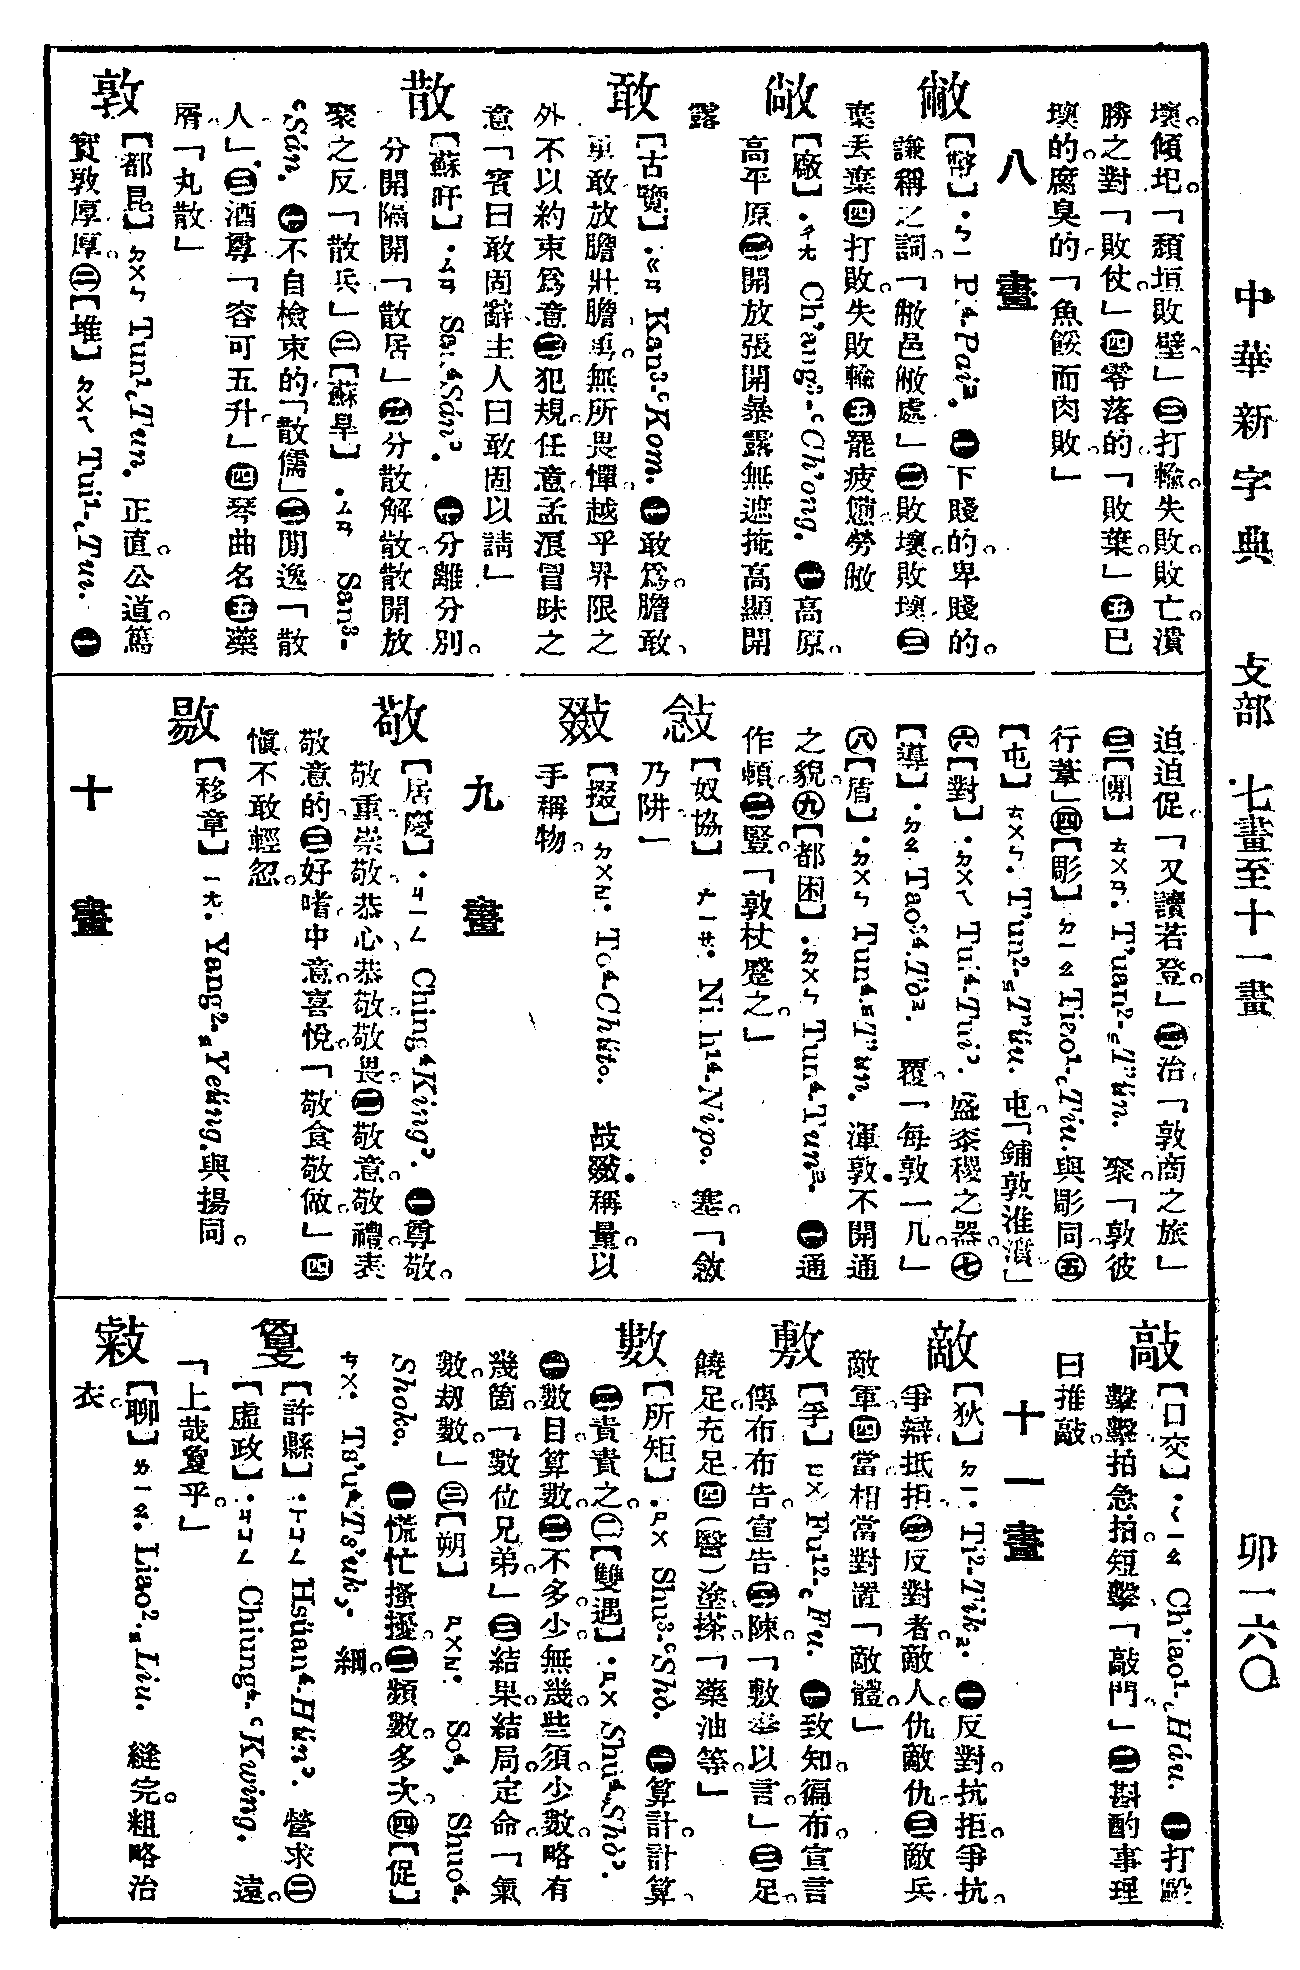 中華新字典　攴部　七畫至十一畫　卯一六〇
壞。傾圯。「頹垣敗壁」㊂打輸。失敗。敗亡。潰
勝之對「敗仗」㊃零落的「敗葉」㊄已
壞的。腐臭的「魚餒而肉敗」
八畫
敝
【幣】•ㄅㄧ Pi⁴-Pai². ㊀下賤的。卑賤的。
謙稱之詞「敝邑敝處」㊁敗壞。敗壞㊂
棄。丟棄㊃打敗。失敗。輸㊄罷疲。憊。勞敝
敞
【廠】•ㄔㄤ Ch'ang³-Ch'ong. ㊀高原。
高平原㊁開放。張開。暴露。無遮掩。高顯。開
露
敢
【古覽】•ㄍㄢ Kan³-Kom. ㊀敢爲。膽敢、
果敢。放膽。壯膽。勇。無所畏憚。越乎界限之
外。不以約束爲意㊁犯規。任意。孟浪。冒昧之
意「賓曰敢固辭主人曰敢固以請」
散
【蘇旰】•ㄙㄢ San⁴-Sán. ㊀分離。分別。
分開。隔開「散居」㊁分散。解散。散開。放
聚之反「散兵」㊂【蘇旱】•ㄙㄢ San³-
Sán. ㊀不自檢束的「散儒」㊁閒逸「散
人」㊂酒尊「容可五升」㊃琴曲名㊄藥
屑「丸散」
敦
【都昆】ㄉㄨㄣ Tun¹-Tun. 正直。公道。篤
實。敦厚。厚。㊁【堆】ㄉㄨㄟ Tui¹-Tun. ㊀
迫。迫促「又讀若登」㊁治「敦商之旅」
㊂【團】ㄊㄨㄢ. T'uan²-T'ün. 聚「敦彼
行葦」㊃【彫】ㄉㄧㄠ Tiao¹-Tiu. 與彫同。㊄
【屯】ㄊㄨㄣ. T'un²-T'ün. 屯。「鋪敦淮濆」
㊅【對】•ㄉㄨㄟ Tui⁴-Tui. 盛黍稷之器。㊆
【導】•ㄉㄠ Tao⁴-Tò. 覆。「每敦一几」
㊇【盾】•ㄉㄨㄣ Tun⁴-T'un. 渾敦。不開通
之貌。㊈【都困】•ㄉㄨㄣ Tun⁴-Tun. ㊀通
作頓㊁豎「敦杖蹙之。」
敜
【奴協】ㄋㄧㄝ. Nieh⁴-Nip. 塞。「敜
乃阱」
敠
【掇】ㄉㄨㄛ. To⁴-Chüt. 敁敠。稱量。以
手稱物。
九畫
敬
【居慶】•ㄐㄧㄥ Ching⁴-King. ㊀尊敬。
敬重。崇敬。恭心。恭敬。敬畏㊁敬意。敬禮。表
敬意的㊂好嗜。中意。喜悅「敬食敬做」㊃
愼。不敢輕忽。
敭
【移章】ㄧㄤ. Yang²-Yeüng. 與揚同。
十畫
敲
【口交】•ㄑㄧㄠ Ch'iao¹-Háu. ㊀打。
擊。擊拍。急拍。短擊「敲門」㊁斟酌事理
曰推敲。
十一畫
敵
【狄】ㄉㄧ. Ti²-Tik. ㊀反對。抗拒。爭抗。
爭辯。抵拒㊁反對者。敵人。仇敵。仇㊂敵兵
敵軍㊃當。相當。對置「敵體」
敷
【孚】ㄈㄨ Fu¹²-Fu. ㊀致知。徧布。宣言
傳布。布告。宣告㊁陳「敷奏以言」㊂足。
饒足。充足㊃（醫）塗搽「藥油等」
數
【所矩】•ㄕㄨ Shu³-Shò. ㊀算計。計算。
㊁責。責之。㊁【雙遇】•ㄕㄨ Shu⁴-Shò.
㊀數目。算數。㊁不多。少。無幾。些須。少數。略有
幾箇。「數位兄弟」㊂結果。結局。定命。「氣
數。刼數」㊂【朔】ㄕㄨㄛ. So⁴, Shuo⁴.
Shok. ㊀慌忙。搔擾㊁頻數。多次。㊃【促】
ㄘㄨ. Ts'u⁴-Ts'uk,- 細。
敻
【許縣】•ㄒㄩㄢ Hsüan⁴-Hün. 營求㊁
【虛政】•ㄐㄩㄥ Chiung⁴-Kwing. 遠。
「上哉敻乎。」
敹
【聊】ㄌㄧㄠ. Liao²-Liu. 縫完。粗略治
衣。